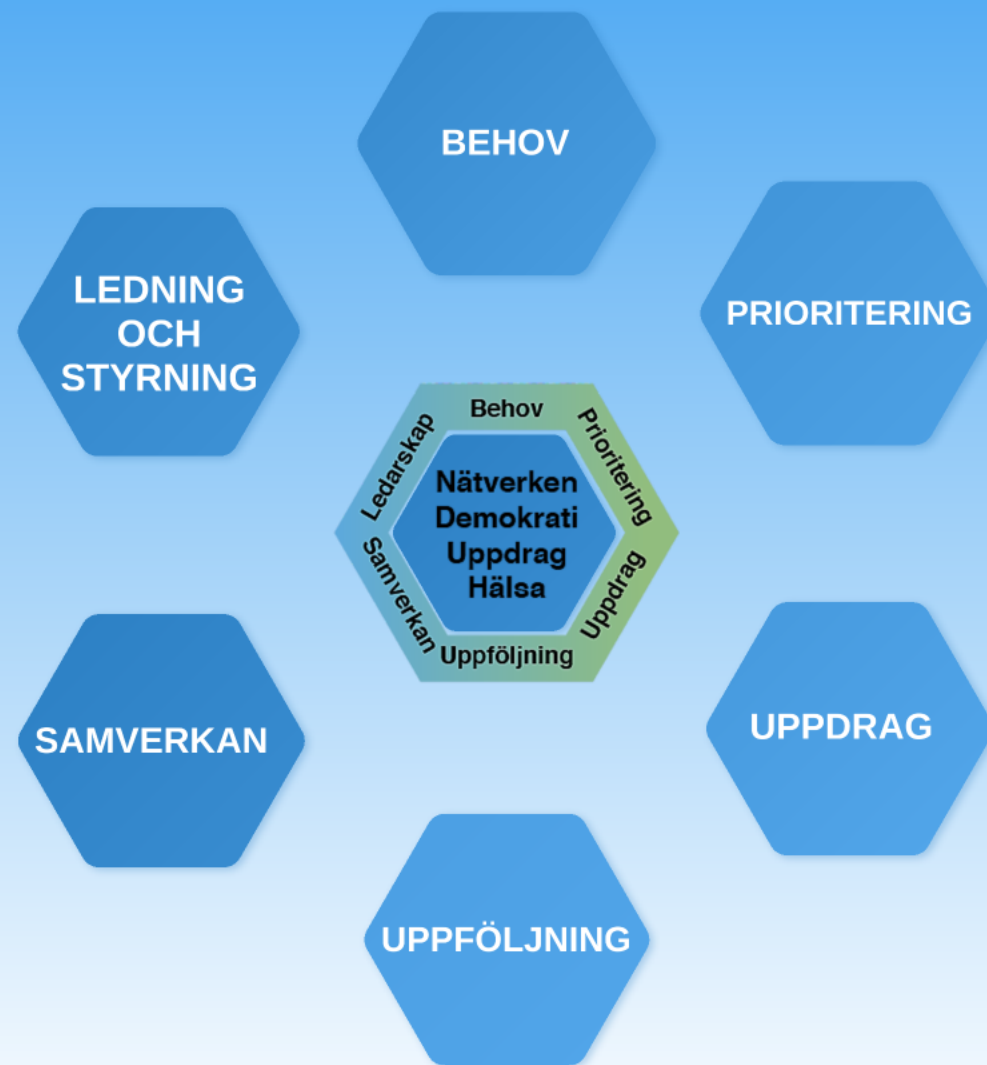 BEHOV
PRIORITERING
LEDNING
OCH
STYRNING
Behov
Prioritering
Ledarskap
Nätverken
Demokrati
Uppdrag
Hälsa
Samverkan
Uppdrag
Uppföljning
SAMVERKAN
UPPDRAG
UPPFÖLJNING